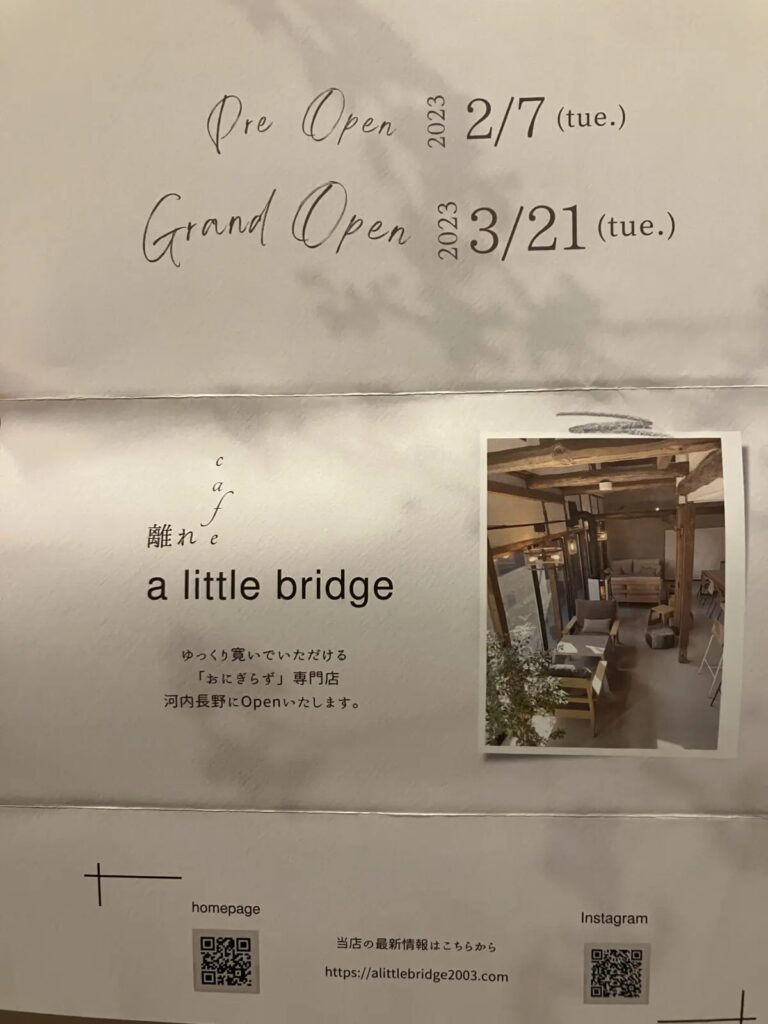 Pre Open 2023 2/7 (tue.)
Grand Open 2023 3/21 (tue.)
離れ cafe
a little bridge
ゆっくり寛いでいただける
「おにぎらず」専門店
河内長野にOpenいたします。
homepage
Instagram
当店の最新情報はこちらから
https://alittlebridge2003.com